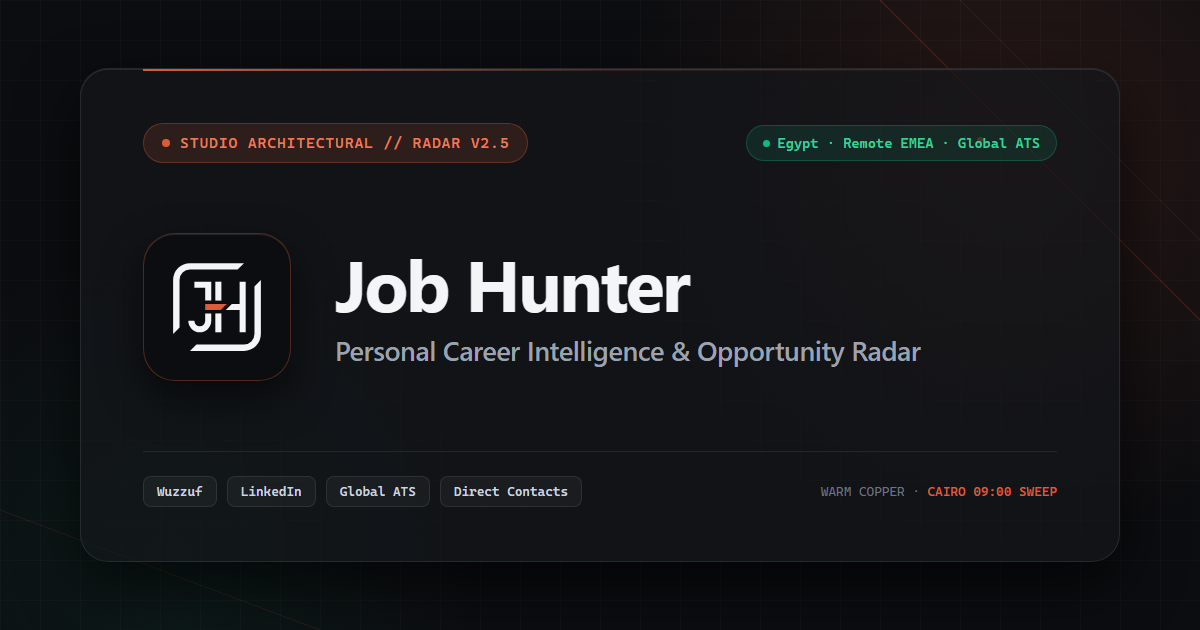 STUDIO ARCHITECTURAL // RADAR V2.5
Egypt · Remote EMEA · Global ATS
JH
Job Hunter
Personal Career Intelligence & Opportunity Radar
Wuzzuf
LinkedIn
Global ATS
Direct Contacts
WARM COPPER · CAIRO 09:00 SWEEP